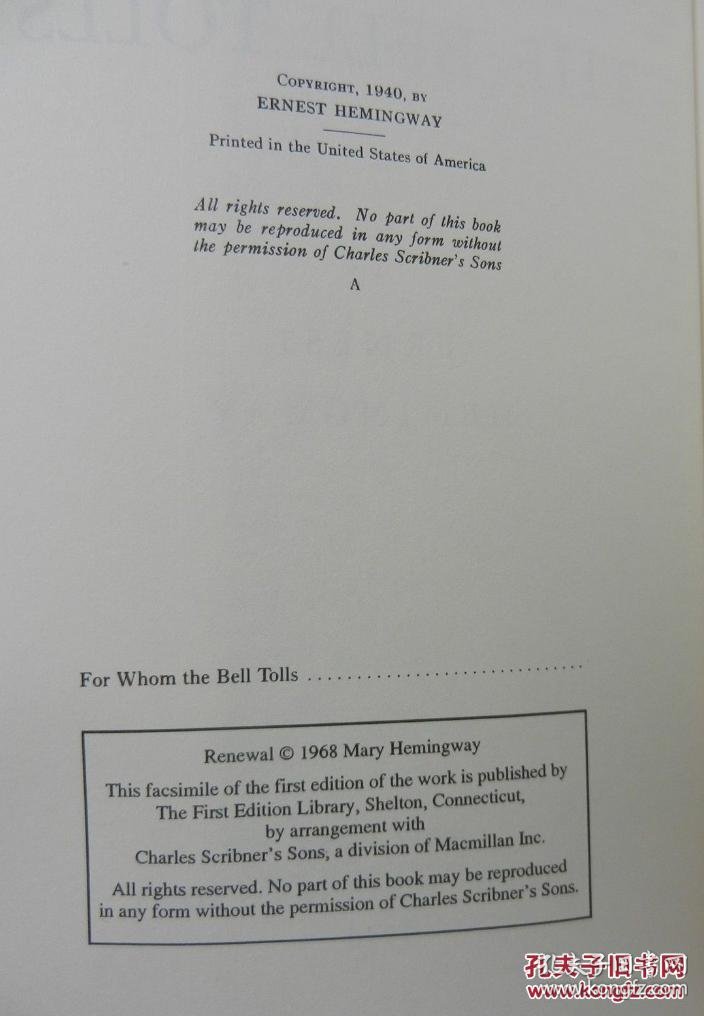 COPYRIGHT, 1940, BY
ERNEST HEMINGWAY
Printed in the United States of America
All rights reserved. No part of this book
may be reproduced in any form without
the permission of Charles Scribner's Sons
A
For Whom the Bell Tolls ............................
Renewal © 1968 Mary Hemingway
This facsimile of the first edition of the work is published by
The First Edition Library, Shelton, Connecticut,
by arrangement with
Charles Scribner's Sons, a division of Macmillan Inc.
All rights reserved. No part of this book may be reproduced
in any form without the permission of Charles Scribner's Sons.
孔夫子旧书网
www.kongfz.com